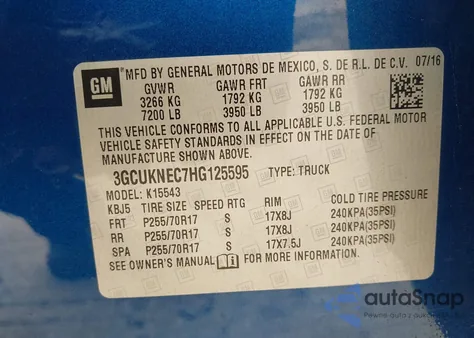 GM MFD BY GENERAL MOTORS DE MEXICO, S. DE R.L. DE C.V. 07/16
GVWR GAWR FRT GAWR RR
3266 KG 1792 KG 1792 KG
7200 LB 3950 LB 3950 LB
THIS VEHICLE CONFORMS TO ALL APPLICABLE U.S. FEDERAL MOTOR
VEHICLE SAFETY STANDARDS IN EFFECT ON THE DATE OF
MANUFACTURE SHOWN ABOVE.
3GCUKNEC7HG125595 TYPE: TRUCK
MODEL: K15543
KBJ5 TIRE SIZE SPEED RTG RIM COLD TIRE PRESSURE
FRT P255/70R17 S 17X8J 240KPA(35PSI)
RR P255/70R17 S 17X8J 240KPA(35PSI)
SPA P255/70R17 S 17X7.5J 240KPA(35PSI)
SEE OWNER'S MANUAL FOR MORE INFORMATION.
autaSnap
Pewne auta z USA